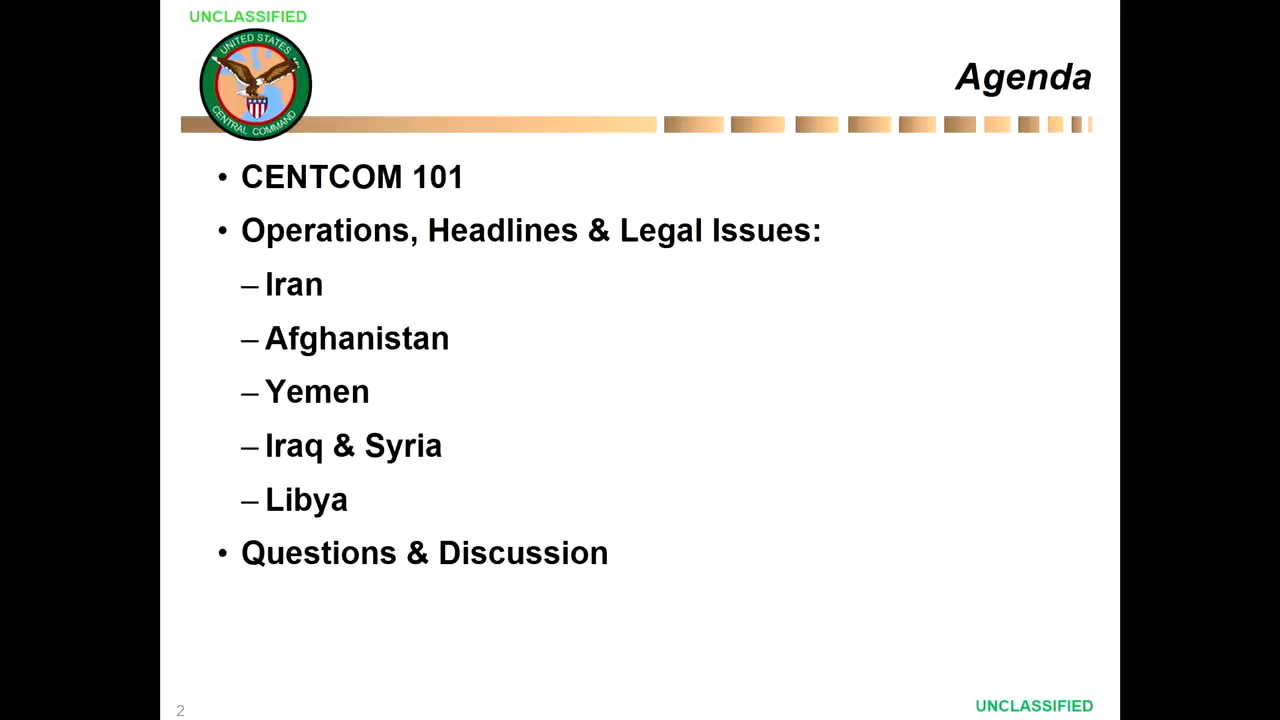 UNCLASSIFIED
UNITED STATES
CENTRAL COMMAND
Agenda
• CENTCOM 101
• Operations, Headlines & Legal Issues:
– Iran
– Afghanistan
– Yemen
– Iraq & Syria
– Libya
• Questions & Discussion
2
UNCLASSIFIED